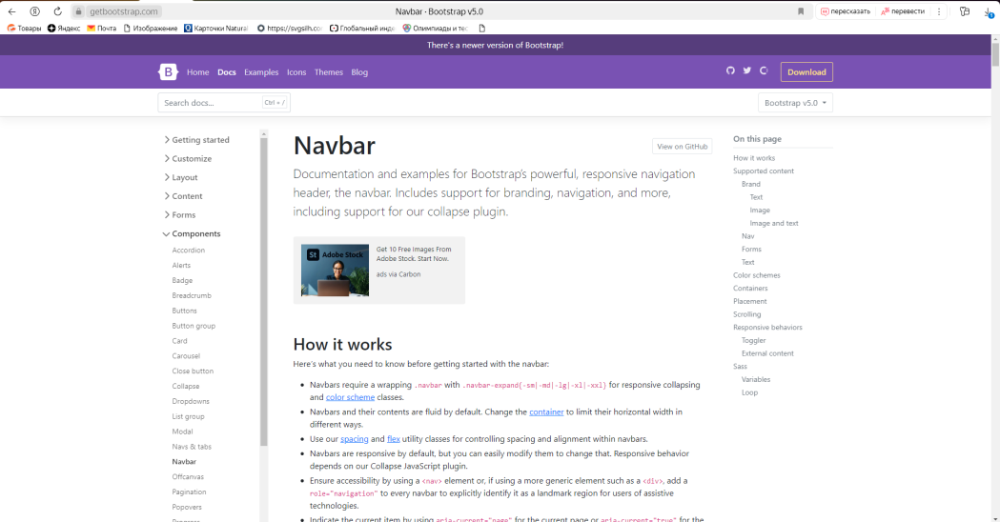 getbootstrap.com
Navbar · Bootstrap v5.0
пересказать
перевести
Товары
Яндекс
Почта
Изображение
Карточки Natural
https://svgsilh.co
Глобальный инде
Олимпиады и тес
There's a newer version of Bootstrap!
B Home Docs Examples Icons Themes Blog
Download
Search docs...
Ctrl + /
Bootstrap v5.0
Getting started
Customize
Layout
Content
Forms
Components
Accordion
Alerts
Badge
Breadcrumb
Buttons
Button group
Card
Carousel
Close button
Collapse
Dropdowns
List group
Modal
Navs & tabs
Navbar
Offcanvas
Pagination
Popovers
Progress
Navbar
View on GitHub
Documentation and examples for Bootstrap's powerful, responsive navigation
header, the navbar. Includes support for branding, navigation, and more,
including support for our collapse plugin.
St Adobe Stock
Get 10 Free Images From
Adobe Stock. Start Now.
ads via Carbon
How it works
Here's what you need to know before getting started with the navbar:
Navbars require a wrapping .navbar with .navbar-expand{-sm|-md|-lg|-xl|-xxl} for responsive collapsing
and color scheme classes.
Navbars and their contents are fluid by default. Change the container to limit their horizontal width in
different ways.
Use our spacing and flex utility classes for controlling spacing and alignment within navbars.
Navbars are responsive by default, but you can easily modify them to change that. Responsive behavior
depends on our Collapse JavaScript plugin.
Ensure accessibility by using a <nav> element or, if using a more generic element such as a <div>, add a
role="navigation" to every navbar to explicitly identify it as a landmark region for users of assistive
technologies.
Indicate the current item by using aria-current="page" for the current page or aria-current="true" for the
On this page
How it works
Supported content
Brand
Text
Image
Image and text
Nav
Forms
Text
Color schemes
Containers
Placement
Scrolling
Responsive behaviors
Toggler
External content
Sass
Variables
Loop